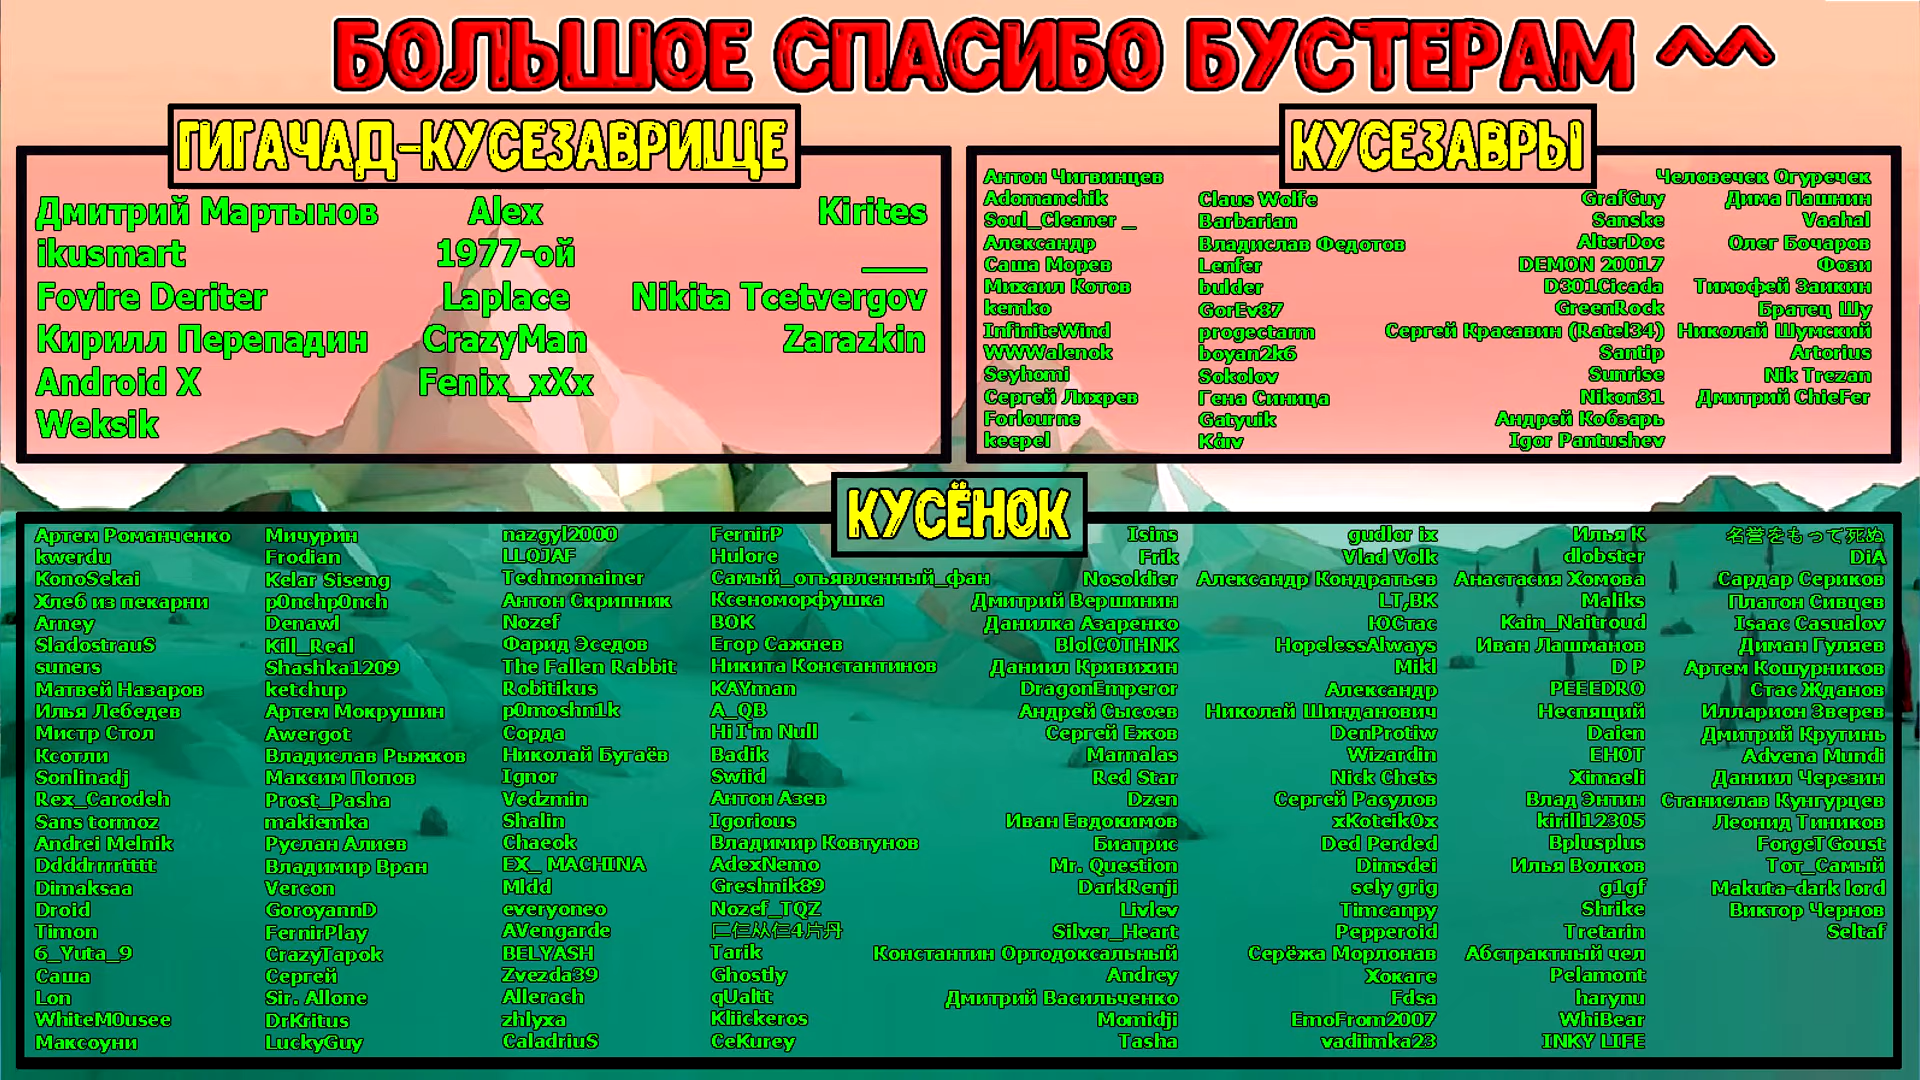 БОЛЬШОЕ СПАСИБО БУСТЕРАМ ^^
ГИГАЧАД-КУСЕЗАВРИЩЕ
Дмитрий Мартынов
ikusmart
Fovire Deriter
Кирилл Перепадин
Android X
Weksik
Alex
1977-ой
Laplace
CrazyMan
Fenix_xXx
Kirites
___
Nikita Tcetvergov
Zarazkin
КУСЕЗАВРЫ
Антон Чигвинцев
Adomanchik
Soul_Cleaner _
Александр
Саша Морев
Михаил Котов
kemko
InfiniteWind
WWWalenok
Seyhomi
Сергей Лихрев
Forlourne
keepel
Claus Wolfe
Barbarian
Владислав Федотов
Lenfer
bulder
GorEv87
progectarm
boyan2k6
Sokolov
Гена Синица
Gatyuik
Κάιν
GrafGuy
Sanske
AlterDoc
DEMON 20017
D301Cicada
GreenRock
Сергей Красавин (Ratel34)
Santip
Sunrise
Nikon31
Андрей Кобзарь
Igor Pantushev
Человечек Огуречек
Дима Пашнин
Vaahal
Олег Бочаров
Фози
Тимофей Заикин
Братец Шу
Николай Шумский
Artorius
Nik Trezan
Дмитрий ChieFer
КУСЁНОК
Артем Романченко
kwerdu
KonoSekai
Хлеб из пекарни
Arney
SladostrauS
suners
Матвей Назаров
Илья Лебедев
Мистр Стол
Ксотли
Sonlinadj
Rex_Carodeh
Sans tormoz
Andrei Melnik
Ddddrrrrtttt
Dimaksaa
Droid
Timon
6_Yuta_9
Саша
Lon
WhiteM0usee
Максоуни
Мичурин
Frodian
Kelar Siseng
p0nchp0nch
Denawl
Kill_Real
Shashka1209
ketchup
Артем Мокрушин
Awergot
Владислав Рыжков
Максим Попов
Prost_Pasha
makiemka
Руслан Алиев
Владимир Вран
Vercon
GoroyannD
FernirPlay
CrazyTapok
Сергей
Sir. Allone
DrKritus
LuckyGuy
nazgyl2000
LLOJAF
Technomainer
Антон Скрипник
Nozef
Фарид Эседов
The Fallen Rabbit
Robitikus
p0moshn1k
Сорда
Николай Бугаёв
Ignor
Vedzmin
Shalin
Chaeok
EX_ MACHINA
Mldd
everyoneo
AVengarde
BELYASH
Zvezda39
Allerach
zhlyxa
CaladriuS
FernirP
Hulore
Самый_отъявленный_фан
Ксеноморфушка
ВОК
Егор Сажнев
Никита Константинов
KAYman
A_QB
Hi I'm Null
Badik
Swiid
Антон Азев
Igorious
Владимир Ковтунов
AdexNemo
Greshnik89
Nozef_TQZ
匚仨从仨4片丹
Tarik
Ghostly
qUaltt
Kliickeros
CeKurey
Isins
Frik
Nosoldier
Дмитрий Вершинин
Данилка Азаренко
BlolCOTHNK
Даниил Кривихин
DragonEmperor
Андрей Сысоев
Сергей Ежов
Marnalas
Red Star
Dzen
Иван Евдокимов
Биатрис
Mr. Question
DarkRenji
Livlev
Silver_Heart
Константин Ортодоксальный
Andrey
Дмитрий Васильченко
Momidji
Tasha
gudlor ix
Vlad Volk
Александр Кондратьев
LT,BK
ЮСтас
HopelessAlways
Mikl
Александр
Николай Шинданович
DenProtiw
Wizardin
Nick Chets
Сергей Расулов
xKoteikOx
Ded Perded
Dimsdei
sely grig
Timcanpy
Pepperoid
Серёжа Морлонав
Хокаге
Fdsa
EmoFrom2007
vadiimka23
Илья К
dlobster
Анастасия Хомова
Maliks
Kain_Naitroud
Иван Лашманов
D P
PEEEDRO
Неспящий
Daien
EHOT
Ximaeli
Влад Энтин
kirill12305
Bplusplus
Илья Волков
g1gf
Shrike
Tretarin
Абстрактный чел
Pelamont
harynu
WhiBear
INKY LIFE
名誉をもって死ぬ
DiA
Сардар Сериков
Платон Сивцев
Isaac Casualov
Диман Гуляев
Артем Кошурников
Стас Жданов
Илларион Зверев
Дмитрий Крутинь
Advena Mundi
Даниил Черезин
Станислав Кунгурцев
Леонид Тиников
ForgeTGoust
Тот_Самый
Makuta-dark lord
Виктор Чернов
Seltaf